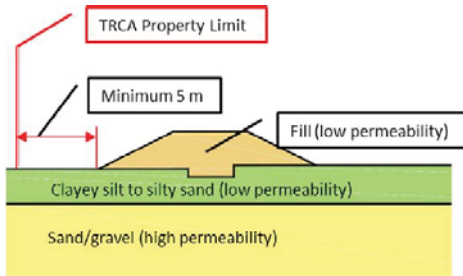 TRCA Property Limit
Minimum 5 m
Fill (low permeability)
Clayey silt to silty sand (low permeability)
Sand/gravel (high permeability)